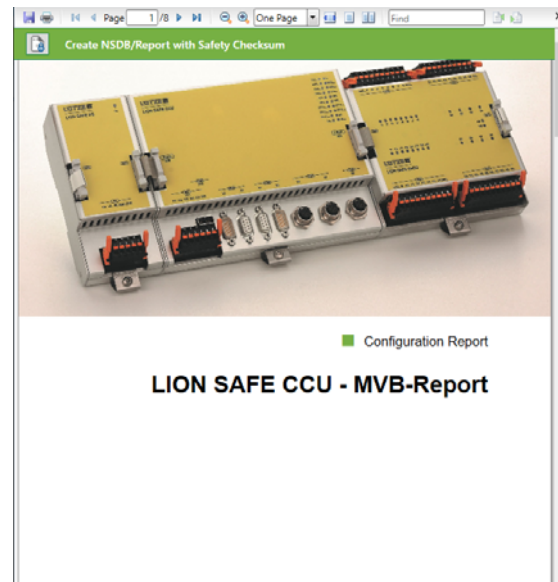 Page 1 /8 One Page Find
Create NSDB/Report with Safety Checksum
Configuration Report
LION SAFE CCU - MVB-Report